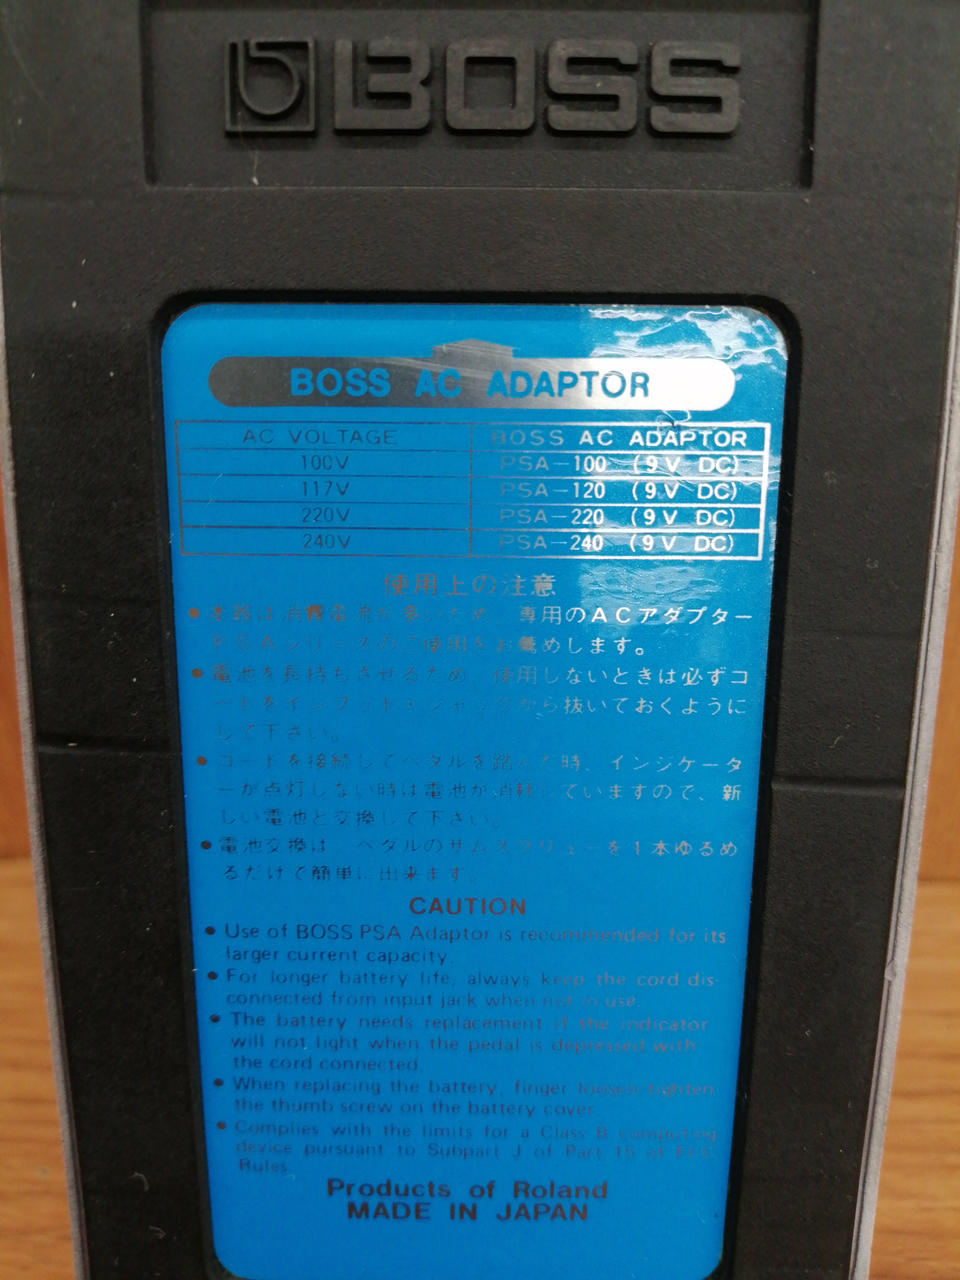 BOSS
BOSS AC ADAPTOR
AC VOLTAGE BOSS AC ADAPTOR
100V PSA-100 (9V DC)
117V PSA-120 (9V DC)
220V PSA-220 (9V DC)
240V PSA-240 (9V DC)
使用上の注意
●本器は消費電流が多いため、専用のACアダプター
PSAシリーズのご使用をお薦めします。
●電池を長持ちさせるため、使用しないときは必ずコ
ードをインプット・ジャックから抜いておくように
して下さい。
●コードを接続してペダルを踏んだ時、インジケータ
ーが点灯しない時は電池が消耗していますので、新
しい電池と交換して下さい。
●電池交換は、ペダルのサムスクリューを1本ゆるめ
るだけで簡単に出来ます。
CAUTION
● Use of BOSS PSA Adaptor is recommended for its
larger current capacity.
● For longer battery life, always keep the cord dis-
connected from input jack when not in use.
● The battery needs replacement if the indicator
will not light when the pedal is depressed with
the cord connected.
● When replacing the battery, finger loosen/tighten
the thumb screw on the battery cover.
● Complies with the limits for a Class B computing
device pursuant to Subpart J of Part 15 of FCC
Rules.
Products of Roland
MADE IN JAPAN